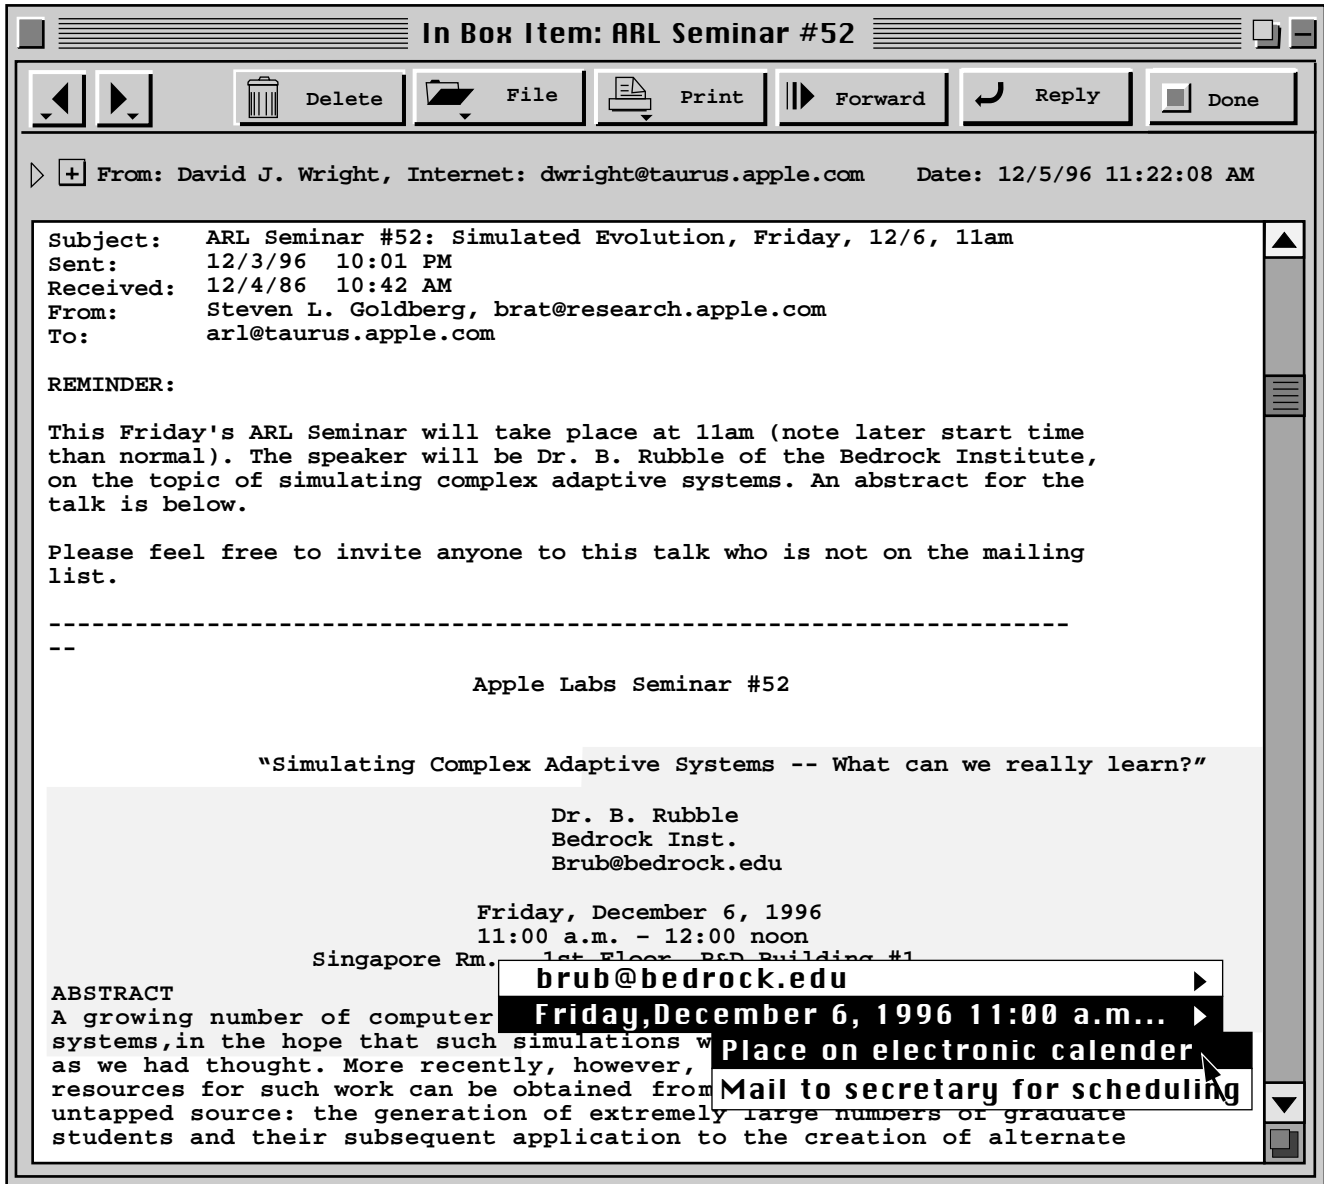 In Box Item: ARL Seminar #52
Delete File Print Forward Reply Done
From: David J. Wright, Internet: dwright@taurus.apple.com Date: 12/5/96 11:22:08 AM
Subject: ARL Seminar #52: Simulated Evolution, Friday, 12/6, 11am
Sent: 12/3/96 10:01 PM
Received: 12/4/86 10:42 AM
From: Steven L. Goldberg, brat@research.apple.com
To: arl@taurus.apple.com
REMINDER:
This Friday's ARL Seminar will take place at 11am (note later start time
than normal). The speaker will be Dr. B. Rubble of the Bedrock Institute,
on the topic of simulating complex adaptive systems. An abstract for the
talk is below.
Please feel free to invite anyone to this talk who is not on the mailing
list.
-----------------------------------------------------------------------
--
Apple Labs Seminar #52
“Simulating Complex Adaptive Systems -- What can we really learn?”
Dr. B. Rubble
Bedrock Inst.
Brub@bedrock.edu
Friday, December 6, 1996
11:00 a.m. – 12:00 noon
Singapore Rm. 1st Floor R&D Building #1
brub@bedrock.edu
ABSTRACT
A growing number of computer
Friday,December 6, 1996 11:00 a.m...
systems,in the hope that such simulations
Place on electronic calender
as we had thought. More recently, however,
resources for such work can be obtained from
Mail to secretary for scheduling
untapped source: the generation of extremely large numbers of graduate
students and their subsequent application to the creation of alternate